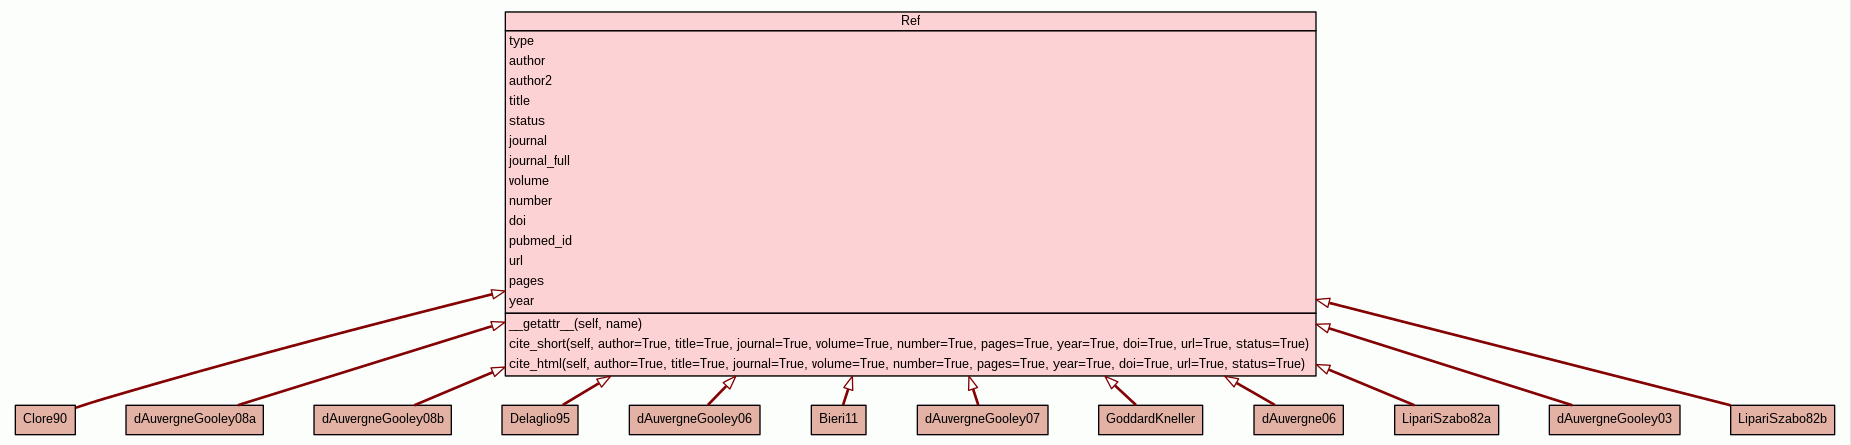 Ref
type
author
author2
title
status
journal
journal_full
volume
number
doi
pubmed_id
url
pages
year
__getattr__(self, name)
cite_short(self, author=True, title=True, journal=True, volume=True, number=True, pages=True, year=True, doi=True, url=True, status=True)
cite_html(self, author=True, title=True, journal=True, volume=True, number=True, pages=True, year=True, doi=True, url=True, status=True)
Clore90 dAuvergneGooley08a dAuvergneGooley08b Delaglio95 dAuvergneGooley06 Bieri11 dAuvergneGooley07 GoddardKneller dAuvergne06 LipariSzabo82a dAuvergneGooley03 LipariSzabo82b